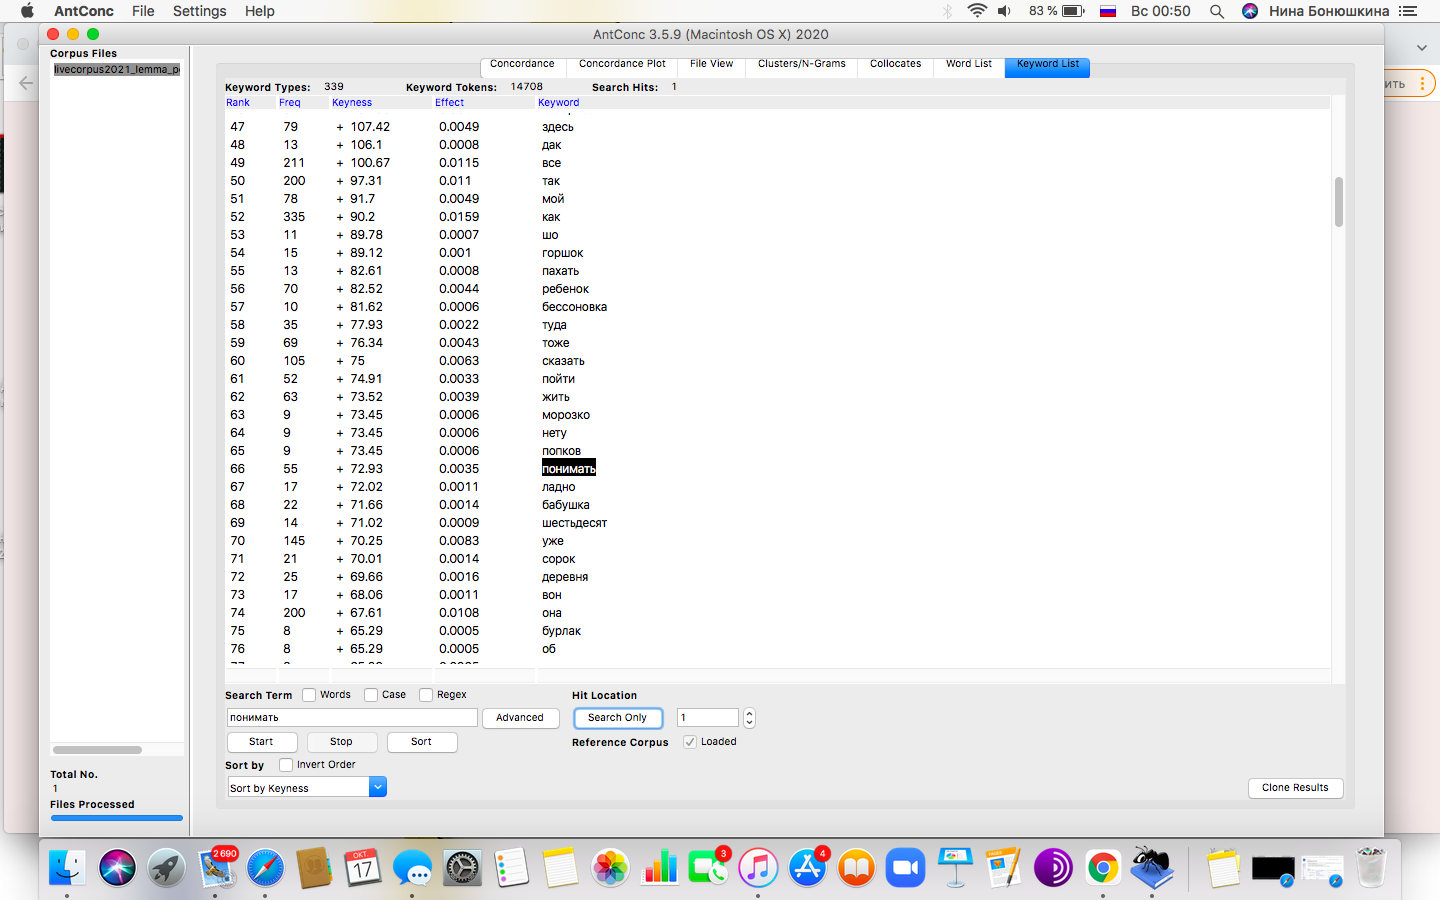 AntConc File Settings Help 83 % Вс 00:50 Нина Бонюшкина
AntConc 3.5.9 (Macintosh OS X) 2020
Corpus Files
livecorpus2021_lemma_p
Concordance Concordance Plot File View Clusters/N-Grams Collocates Word List Keyword List
Keyword Types: 339 Keyword Tokens: 14708 Search Hits: 1
Rank Freq Keyness Effect Keyword
47 79 + 107.42 0.0049 здесь
48 13 + 106.1 0.0008 дак
49 211 + 100.67 0.0115 все
50 200 + 97.31 0.011 так
51 78 + 91.7 0.0049 мой
52 335 + 90.2 0.0159 как
53 11 + 89.78 0.0007 шо
54 15 + 89.12 0.001 горшок
55 13 + 82.61 0.0008 пахать
56 70 + 82.52 0.0044 ребенок
57 10 + 81.62 0.0006 бессоновка
58 35 + 77.93 0.0022 туда
59 69 + 76.34 0.0043 тоже
60 105 + 75 0.0063 сказать
61 52 + 74.91 0.0033 пойти
62 63 + 73.52 0.0039 жить
63 9 + 73.45 0.0006 морозко
64 9 + 73.45 0.0006 нету
65 9 + 73.45 0.0006 попков
66 55 + 72.93 0.0035 понимать
67 17 + 72.02 0.0011 ладно
68 22 + 71.66 0.0014 бабушка
69 14 + 71.02 0.0009 шестьдесят
70 145 + 70.25 0.0083 уже
71 21 + 70.01 0.0014 сорок
72 25 + 69.66 0.0016 деревня
73 17 + 68.06 0.0011 вон
74 200 + 67.61 0.0108 она
75 8 + 65.29 0.0005 бурлак
76 8 + 65.29 0.0005 об
Search Term Words Case Regex Hit Location
понимать Advanced Search Only 1
Start Stop Sort Reference Corpus Loaded
Sort by Invert Order
Sort by Keyness
Clone Results
Total No.
1
Files Processed
ить
2 690
ОКТ.
17
3
4